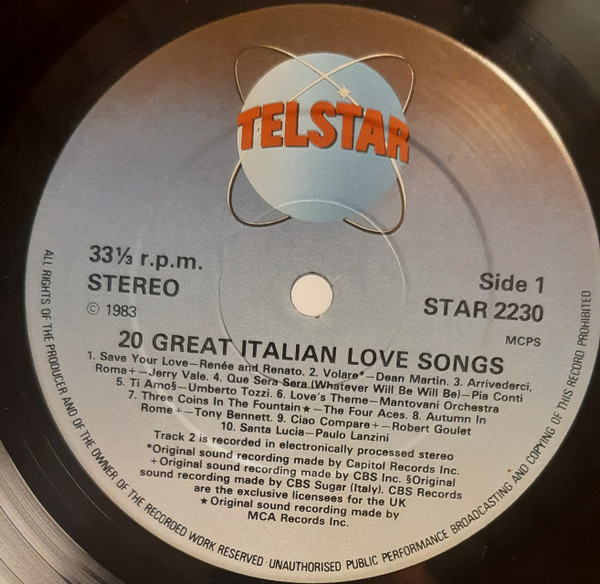 TELSTAR
33⅓ r.p.m.
STEREO
℗ 1983
Side 1
STAR 2230
MCPS
20 GREAT ITALIAN LOVE SONGS
1. Save Your Love—Renée and Renato. 2. Volare*—Dean Martin. 3. Arrivederci,
Roma+—Jerry Vale. 4. Que Sera Sera (Whatever Will Be Will Be)—Pia Conti
5. Ti Amo§—Umberto Tozzi. 6. Love's Theme—Mantovani Orchestra
7. Three Coins In The Fountain★—The Four Aces. 8. Autumn In
Rome+—Tony Bennett. 9. Ciao Compare+—Robert Goulet
10. Santa Lucia—Paulo Lanzini
Track 2 is recorded in electronically processed stereo
*Original sound recording made by Capitol Records Inc.
+Original sound recording made by CBS Inc. §Original
sound recording made by CBS Sugar (Italy). CBS Records
are the exclusive licensees for the UK
★Original sound recording made by
MCA Records Inc.
ALL RIGHTS OF THE PRODUCER AND OF THE OWNER OF THE RECORDED WORK RESERVED · UNAUTHORISED PUBLIC PERFORMANCE BROADCASTING AND COPYING OF THIS RECORD PROHIBITED